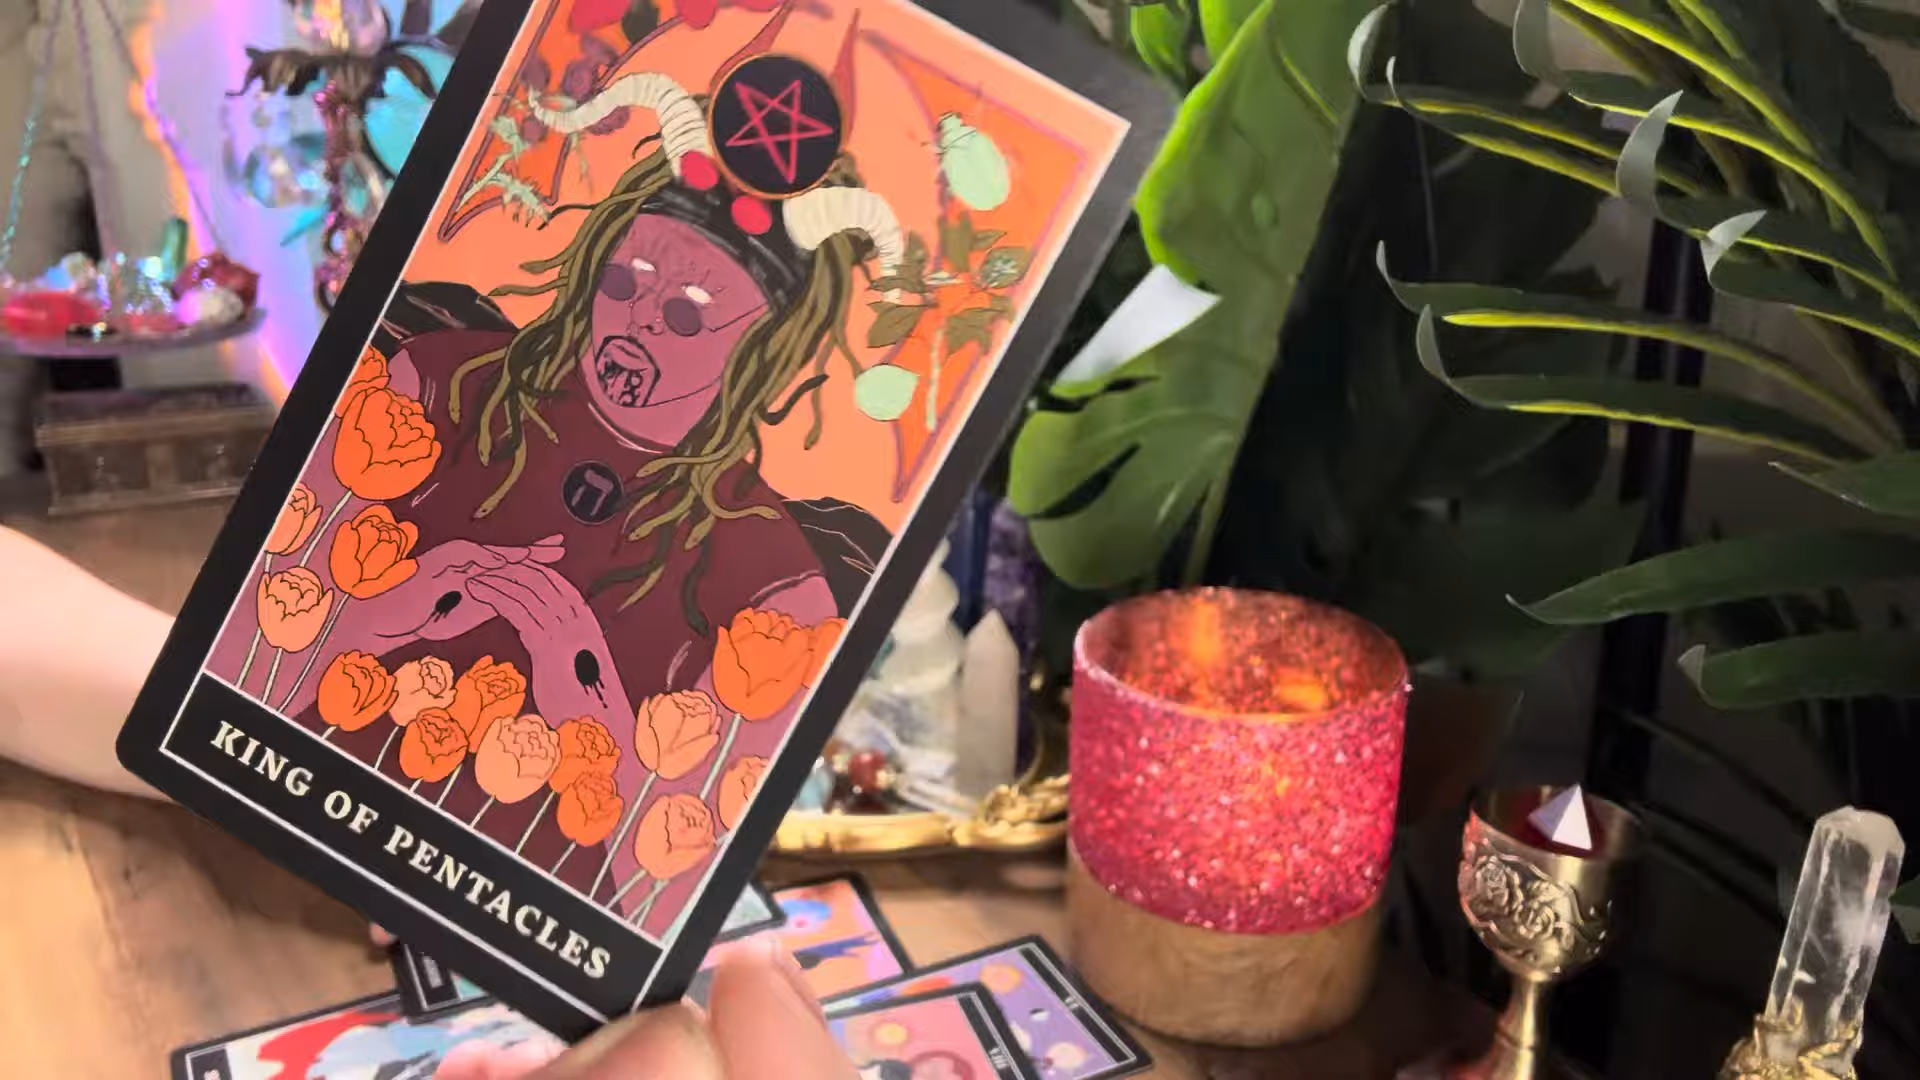 ה
KING OF PENTACLES